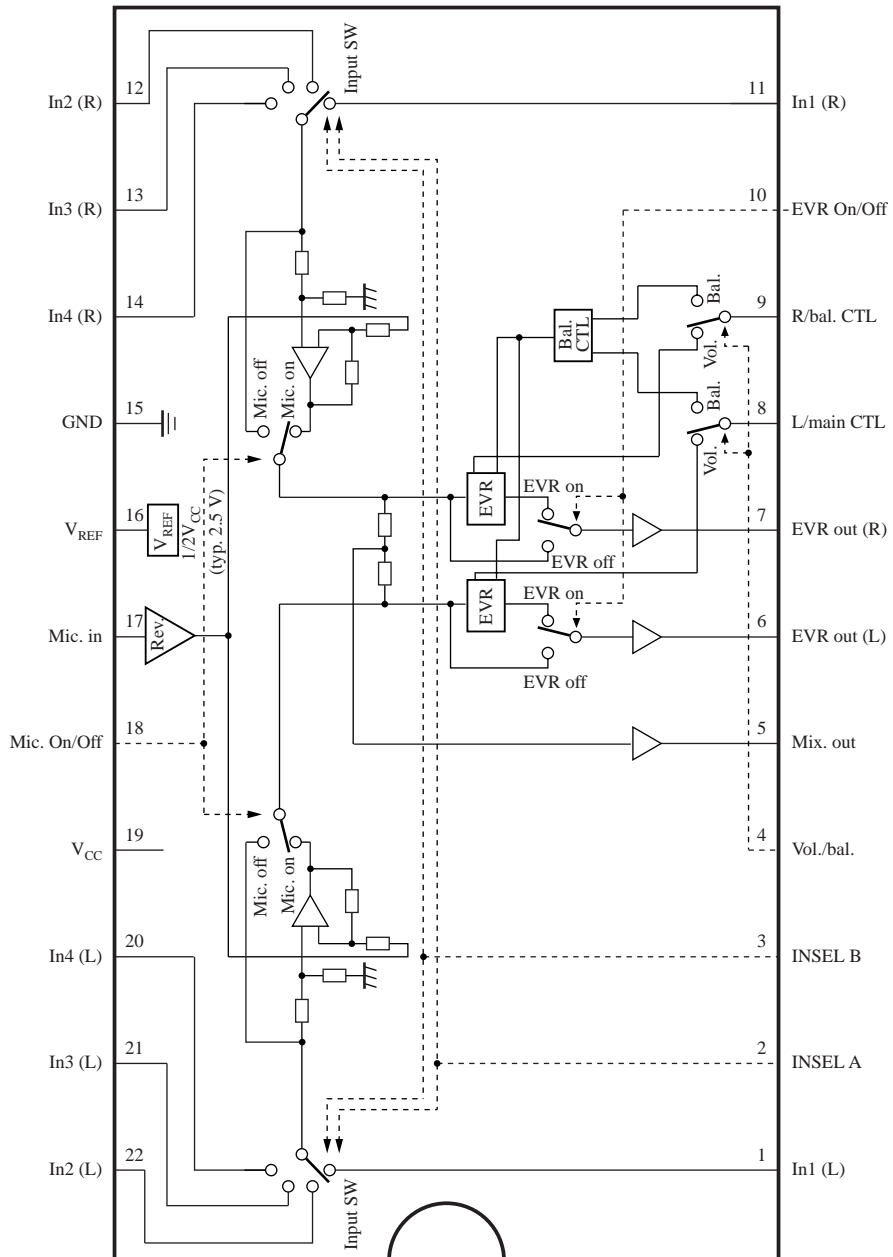 Input SW
12
11
In2 (R)
In1 (R)
13
10
In3 (R)
EVR On/Off
14
9
In4 (R)
R/bal. CTL
Bal.
Vol.
Bal.
CTL
Mic. off
Mic. on
15
8
GND
L/main CTL
Bal.
Vol.
EVR
EVR on
EVR off
16
7
VREF
VREF
1/2VCC
(typ. 2.5 V)
EVR out (R)
17
6
Mic. in
Rev.
EVR
EVR on
EVR off
EVR out (L)
18
5
Mic. On/Off
Mix. out
19
4
VCC
Vol./bal.
Mic. off
Mic. on
20
3
In4 (L)
INSEL B
21
2
In3 (L)
INSEL A
22
1
In2 (L)
In1 (L)
Input SW